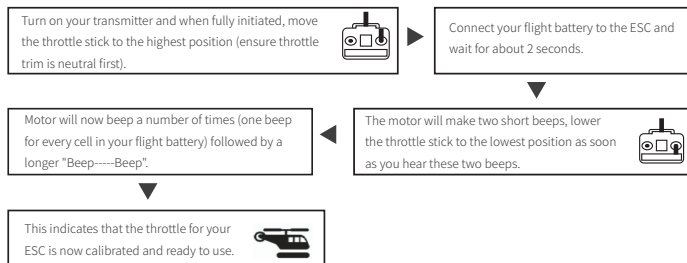 Turn on your transmitter and when fully initiated, move
the throttle stick to the highest position (ensure throttle
trim is neutral first).
Connect your flight battery to the ESC and
wait for about 2 seconds.
The motor will make two short beeps, lower
the throttle stick to the lowest position as soon
as you hear these two beeps.
Motor will now beep a number of times (one beep
for every cell in your flight battery) followed by a
longer "Beep-----Beep".
This indicates that the throttle for your
ESC is now calibrated and ready to use.